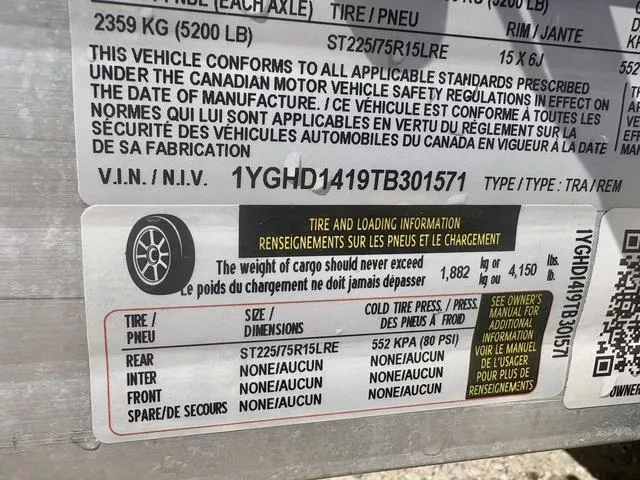 (EACH AXLE) TIRE / PNEU RIM / JANTE
2359 KG (5200 LB) ST225/75R15LRE 15 X 6J 552
THIS VEHICLE CONFORMS TO ALL APPLICABLE STANDARDS PRESCRIBED
UNDER THE CANADIAN MOTOR VEHICLE SAFETY REGULATIONS IN EFFECT ON
THE DATE OF MANUFACTURE. / CE VÉHICULE EST CONFORME À TOUTES LES
NORMES QUI LUI SONT APPLICABLES EN VERTU DU RÈGLEMENT SUR LA
SÉCURITÉ DES VÉHICULES AUTOMOBILES DU CANADA EN VIGUEUR À LA DATE
DE SA FABRICATION
V.I.N. / N.I.V. 1YGHD1419TB301571 TYPE / TYPE : TRA / REM
TIRE AND LOADING INFORMATION
RENSEIGNEMENTS SUR LES PNEUS ET LE CHARGEMENT
The weight of cargo should never exceed
Le poids du chargement ne doit jamais dépasser
1,882 kg or kg ou 4,150 lbs. lb.
TIRE / PNEU SIZE / DIMENSIONS COLD TIRE PRESS. / PRESS. DES PNEUS À FROID
REAR ST225/75R15LRE 552 KPA (80 PSI)
INTER NONE/AUCUN NONE/AUCUN
FRONT NONE/AUCUN NONE/AUCUN
SPARE/DE SECOURS NONE/AUCUN NONE/AUCUN
SEE OWNER'S
MANUAL FOR
ADDITIONAL
INFORMATION
VOIR LE MANUEL
DE L'USAGER
POUR PLUS DE
RENSEIGNEMENTS
1YGHD1419TB301571